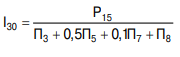 I₃₀ = P₁₅ / (П₃ + 0,5П₅ + 0,1П₇ + П₈)